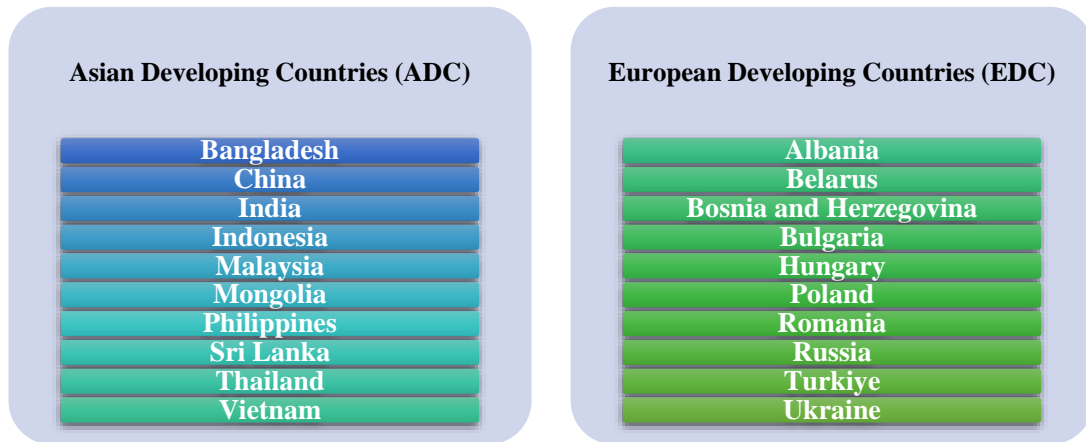 Asian Developing Countries (ADC)
Bangladesh
China
India
Indonesia
Malaysia
Mongolia
Philippines
Sri Lanka
Thailand
Vietnam
European Developing Countries (EDC)
Albania
Belarus
Bosnia and Herzegovina
Bulgaria
Hungary
Poland
Romania
Russia
Turkiye
Ukraine